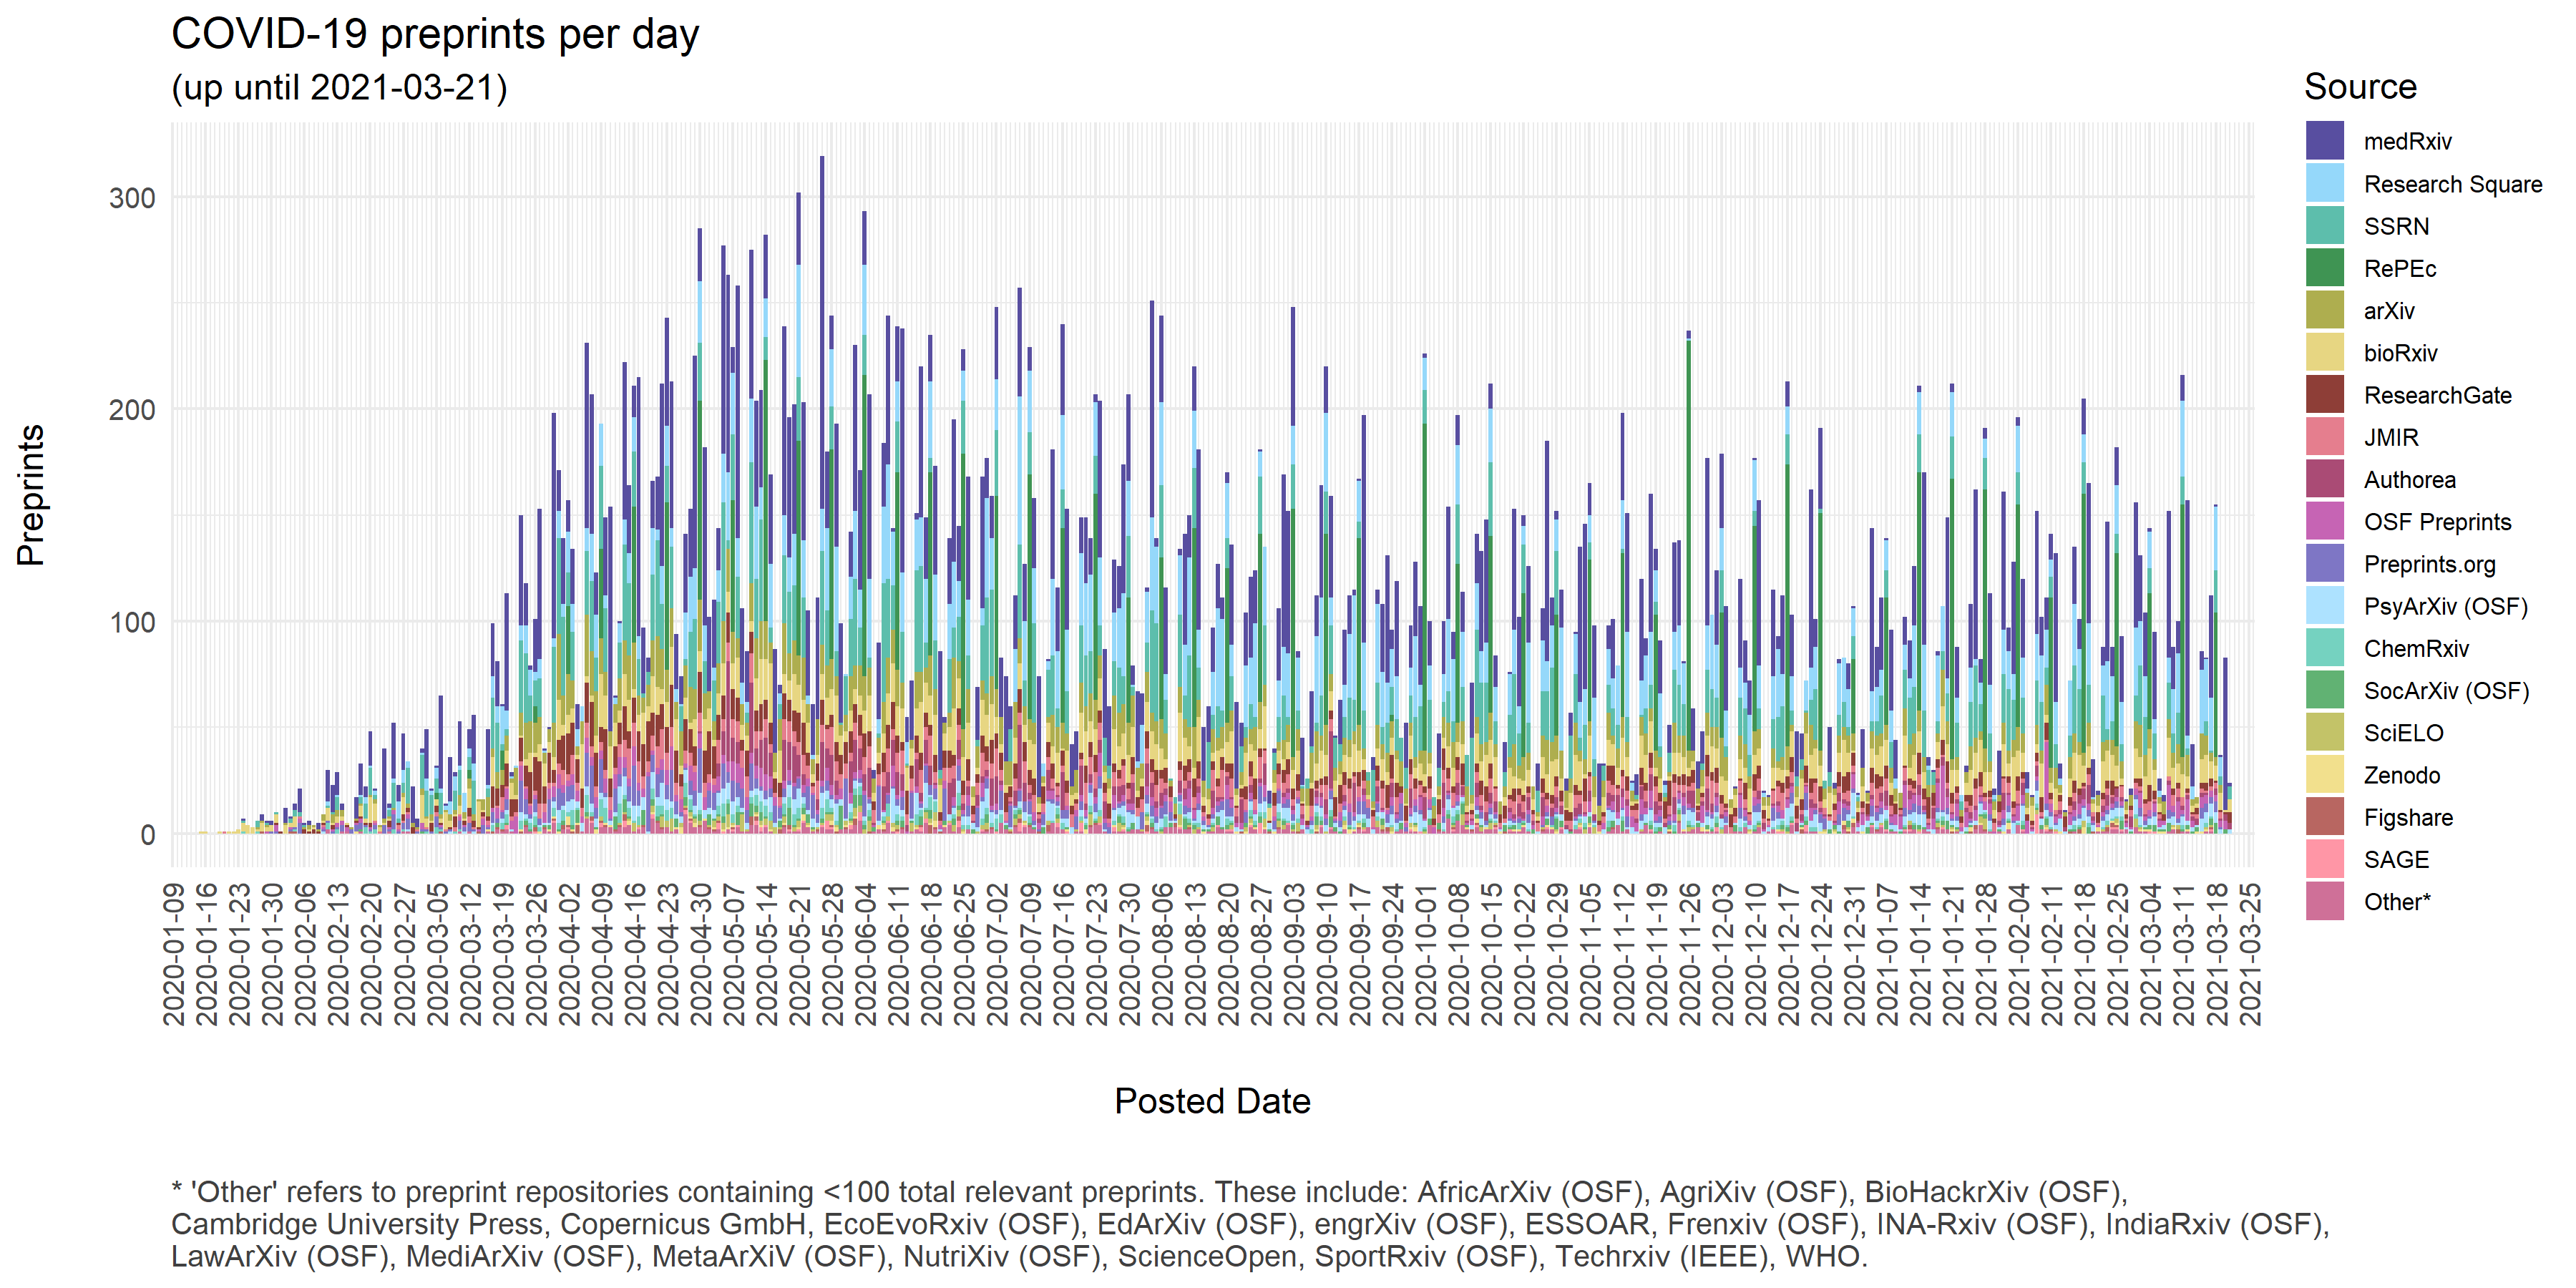 COVID-19 preprints per day
(up until 2021-03-21)
Preprints
300
200
100
0
2020-01-09
2020-01-16
2020-01-23
2020-01-30
2020-02-06
2020-02-13
2020-02-20
2020-02-27
2020-03-05
2020-03-12
2020-03-19
2020-03-26
2020-04-02
2020-04-09
2020-04-16
2020-04-23
2020-04-30
2020-05-07
2020-05-14
2020-05-21
2020-05-28
2020-06-04
2020-06-11
2020-06-18
2020-06-25
2020-07-02
2020-07-09
2020-07-16
2020-07-23
2020-07-30
2020-08-06
2020-08-13
2020-08-20
2020-08-27
2020-09-03
2020-09-10
2020-09-17
2020-09-24
2020-10-01
2020-10-08
2020-10-15
2020-10-22
2020-10-29
2020-11-05
2020-11-12
2020-11-19
2020-11-26
2020-12-03
2020-12-10
2020-12-17
2020-12-24
2020-12-31
2021-01-07
2021-01-14
2021-01-21
2021-01-28
2021-02-04
2021-02-11
2021-02-18
2021-02-25
2021-03-04
2021-03-11
2021-03-18
2021-03-25
Posted Date
Source
medRxiv
Research Square
SSRN
RePEc
arXiv
bioRxiv
ResearchGate
JMIR
Authorea
OSF Preprints
Preprints.org
PsyArXiv (OSF)
ChemRxiv
SocArXiv (OSF)
SciELO
Zenodo
Figshare
SAGE
Other*
* 'Other' refers to preprint repositories containing <100 total relevant preprints. These include: AfricArXiv (OSF), AgriXiv (OSF), BioHackrXiv (OSF),
Cambridge University Press, Copernicus GmbH, EcoEvoRxiv (OSF), EdArXiv (OSF), engrXiv (OSF), ESSOAR, Frenxiv (OSF), INA-Rxiv (OSF), IndiaRxiv (OSF),
LawArXiv (OSF), MediArXiv (OSF), MetaArXiV (OSF), NutriXiv (OSF), ScienceOpen, SportRxiv (OSF), Techrxiv (IEEE), WHO.